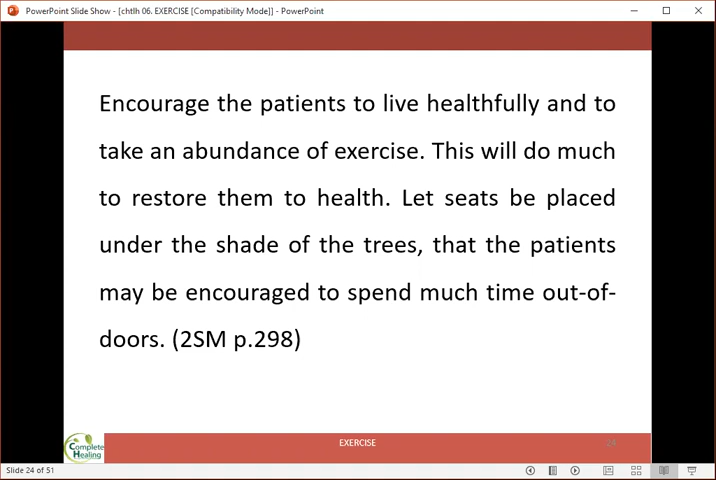 PowerPoint Slide Show - [chtlh 06. EXERCISE [Compatibility Mode]] - PowerPoint
Encourage the patients to live healthfully and to
take an abundance of exercise. This will do much
to restore them to health. Let seats be placed
under the shade of the trees, that the patients
may be encouraged to spend much time out-of-
doors. (2SM p.298)
Complete
Healing
EXERCISE
24
Slide 24 of 51